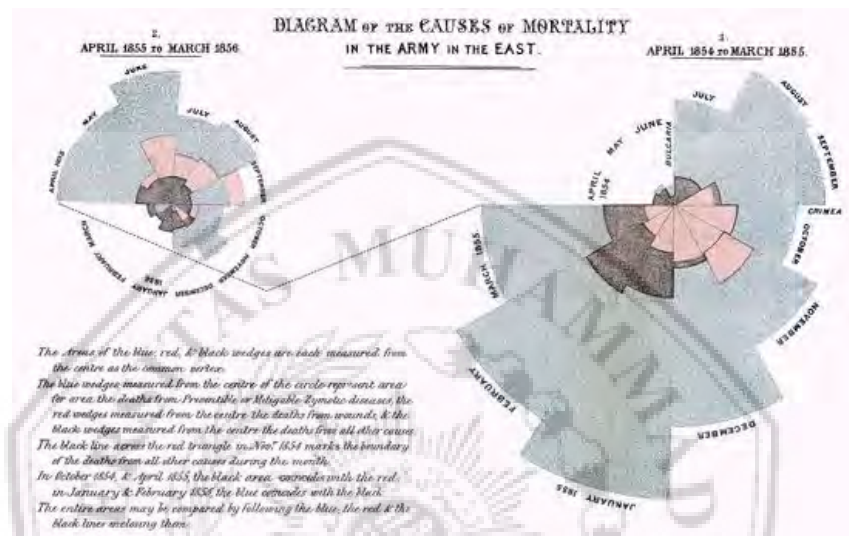 DIAGRAM OF THE CAUSES OF MORTALITY
IN THE ARMY IN THE EAST.
2.
APRIL 1855 TO MARCH 1856.
1.
APRIL 1854 TO MARCH 1855.
APRIL 1855
MAY
JUNE
JULY
AUGUST
SEPTEMBER
OCTOBER
NOVEMBER
DECEMBER
1856
JANUARY
FEBRUARY
MARCH
APRIL
1854
MAY
JUNE
BULGARIA
JULY
AUGUST
SEPTEMBER
CRIMEA
OCTOBER
NOVEMBER
DECEMBER
JANUARY 1855
FEBRUARY
MARCH 1855
The Areas of the blue, red, & black wedges are each measured from
the centre as the common vertex
The blue wedges measured from the centre of the circle represent area
for area the deaths from Preventible or Mitigable Zymotic diseases, the
red wedges measured from the centre the deaths from wounds, & the
black wedges measured from the centre the deaths from all other causes
The black line across the red triangle in Nov.r 1854 marks the boundary
of the deaths from all other causes during the month
In October 1854, & April 1855, the black area coincides with the red,
in January & February 1856, the blue coincides with the black
The entire areas may be compared by following the blue, the red & the
black lines enclosing them
TAS MUHAMMAD